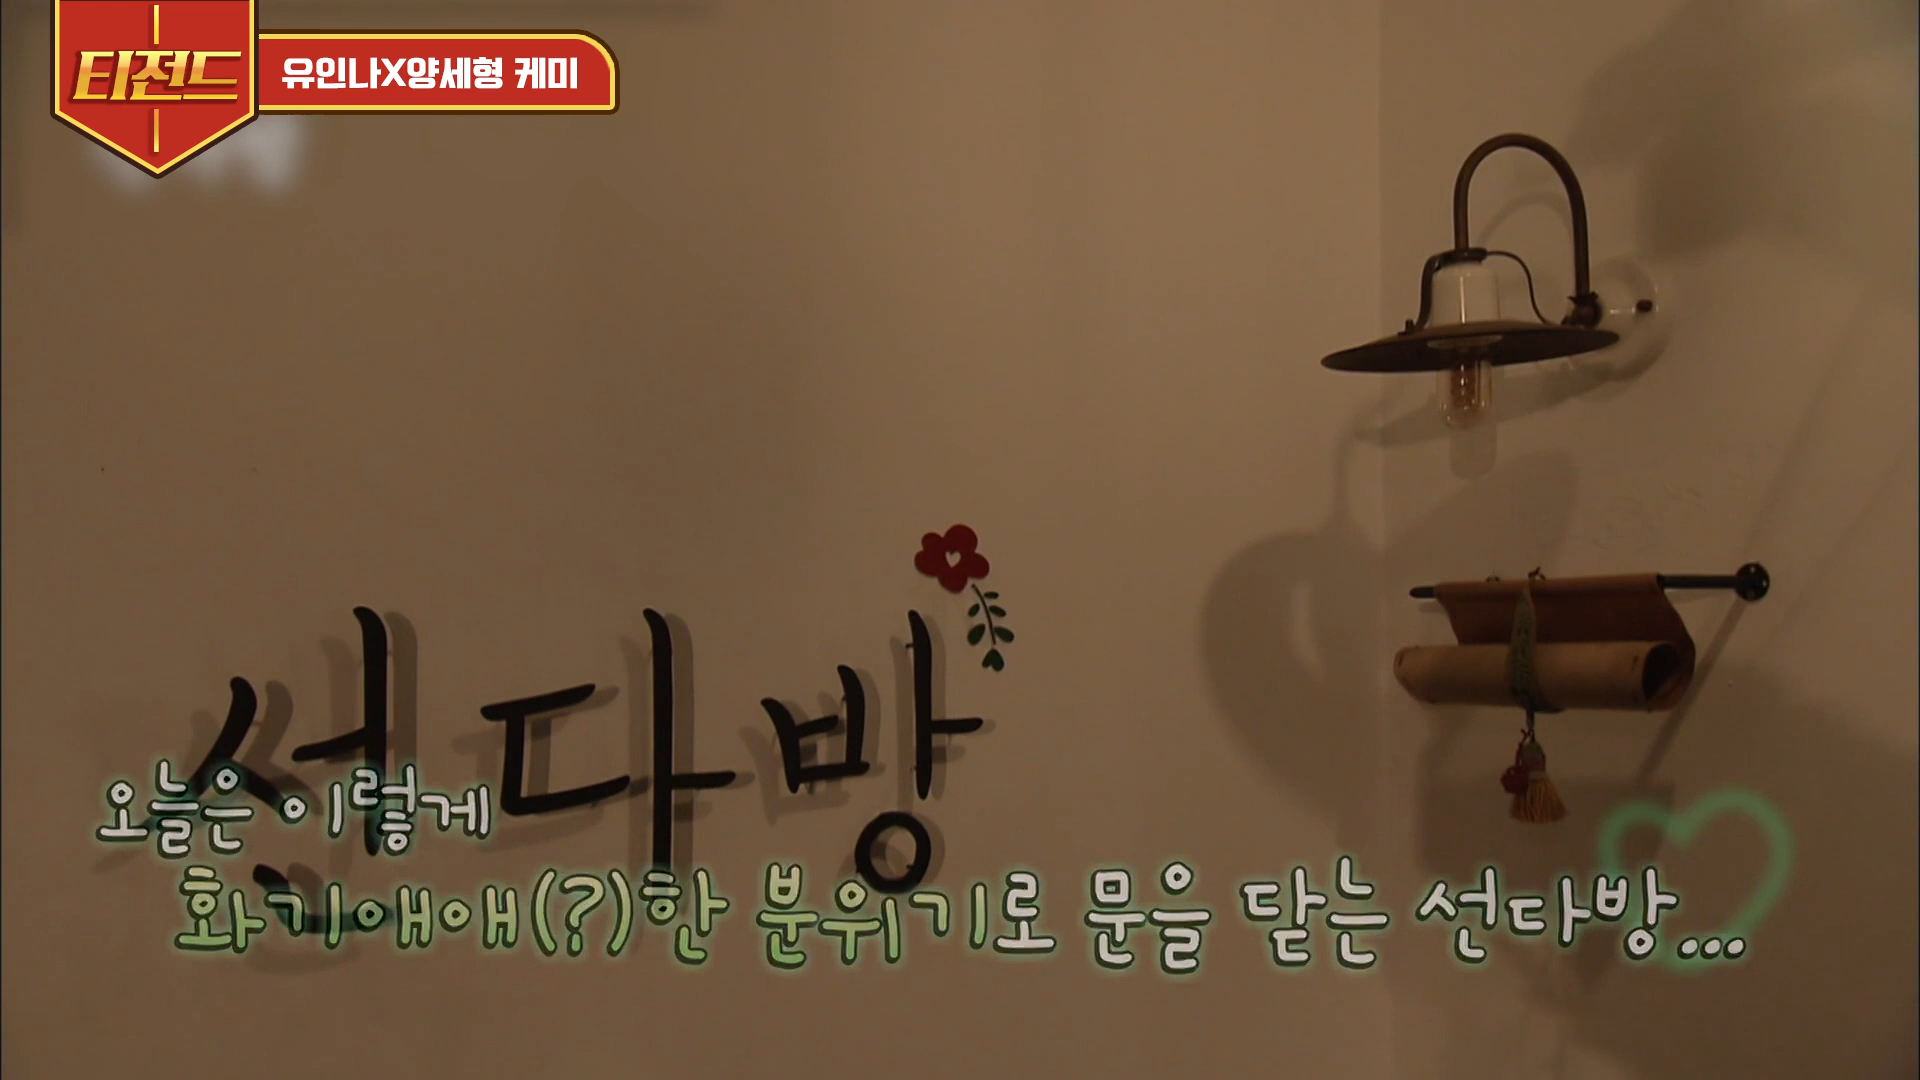 티전드
유인나X양세형 케미
선다방
오늘은 이렇게
화기애애(?)한 분위기로 문을 닫는 선다방...